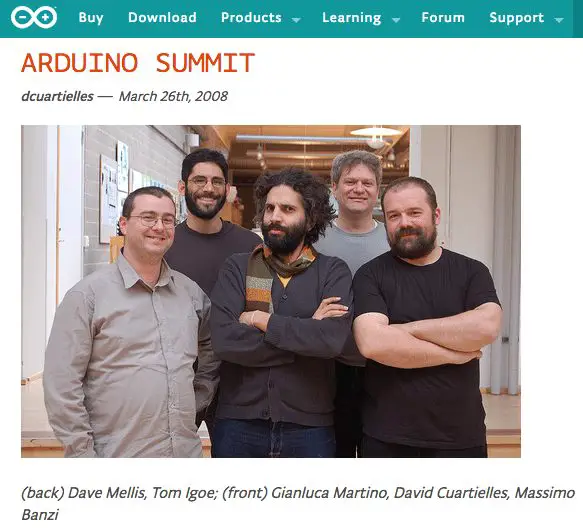 Buy Download Products Learning Forum Support
ARDUINO SUMMIT
dcuartielles — March 26th, 2008
(back) Dave Mellis, Tom Igoe; (front) Gianluca Martino, David Cuartielles, Massimo
Banzi